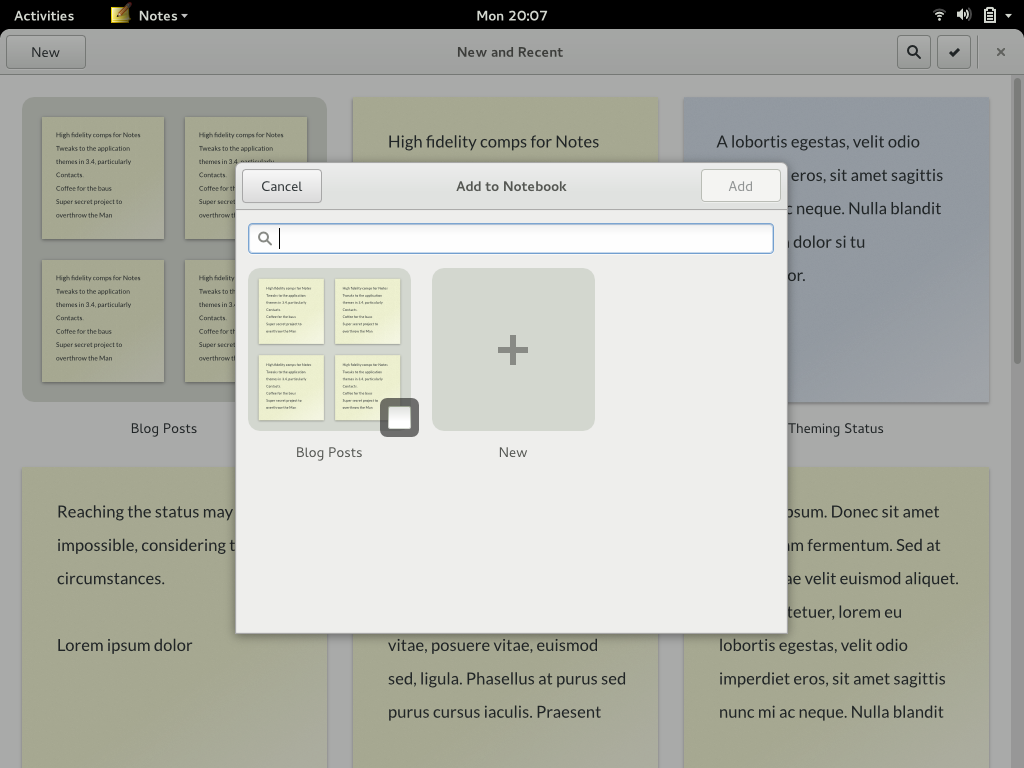 Activities
Notes
Mon 20:07
New
New and Recent
High fidelity comps for Notes
Tweaks to the application
themes in 3.4, particularly
Contacts.
Coffee for the baus
Super secret project to
overthrow the Man
High fidelity comps for Notes
Tweaks to the application
themes in 3.4, particularly
Coffee for
Super secret
overthrow
High fidelity comps for Notes
Tweaks to the application
themes in 3.4, particularly
Contacts.
Coffee for the baus
Super secret project to
overthrow the Man
High fidelity
Tweaks to
themes in 3.
Contacts.
Coffee for
Super secret
overthrow
Blog Posts
High fidelity comps for Notes
A lobortis egestas, velit odio
eros, sit amet sagittis
neque. Nulla blandit
dolor si tu
or.
Theming Status
Cancel
Add to Notebook
Add
High fidelity comps for Notes
Tweaks to the application
themes in 3.4, particularly
Contacts.
Coffee for the baus
Super secret project to
overthrow the Man
High fidelity comps for Notes
Tweaks to the application
themes in 3.4, particularly
Contacts.
Coffee for the baus
Super secret project to
overthrow the Man
High fidelity comps for Notes
Tweaks to the application
themes in 3.4, particularly
Contacts.
Coffee for the baus
Super secret project to
overthrow the Man
High fidelity comps for Notes
Tweaks to the application
themes in 3.4, particularly
Contacts.
Coffee for the baus
Super secret
overthrow the
Blog Posts
New
Reaching the status may
impossible, considering t
circumstances.
Lorem ipsum dolor
vitae, posuere vitae, euismod
sed, ligula. Phasellus at purus sed
purus cursus iaculis. Praesent
psum. Donec sit amet
am fermentum. Sed at
ae velit euismod aliquet.
tetuer, lorem eu
lobortis egestas, velit odio
imperdiet eros, sit amet sagittis
nunc mi ac neque. Nulla blandit